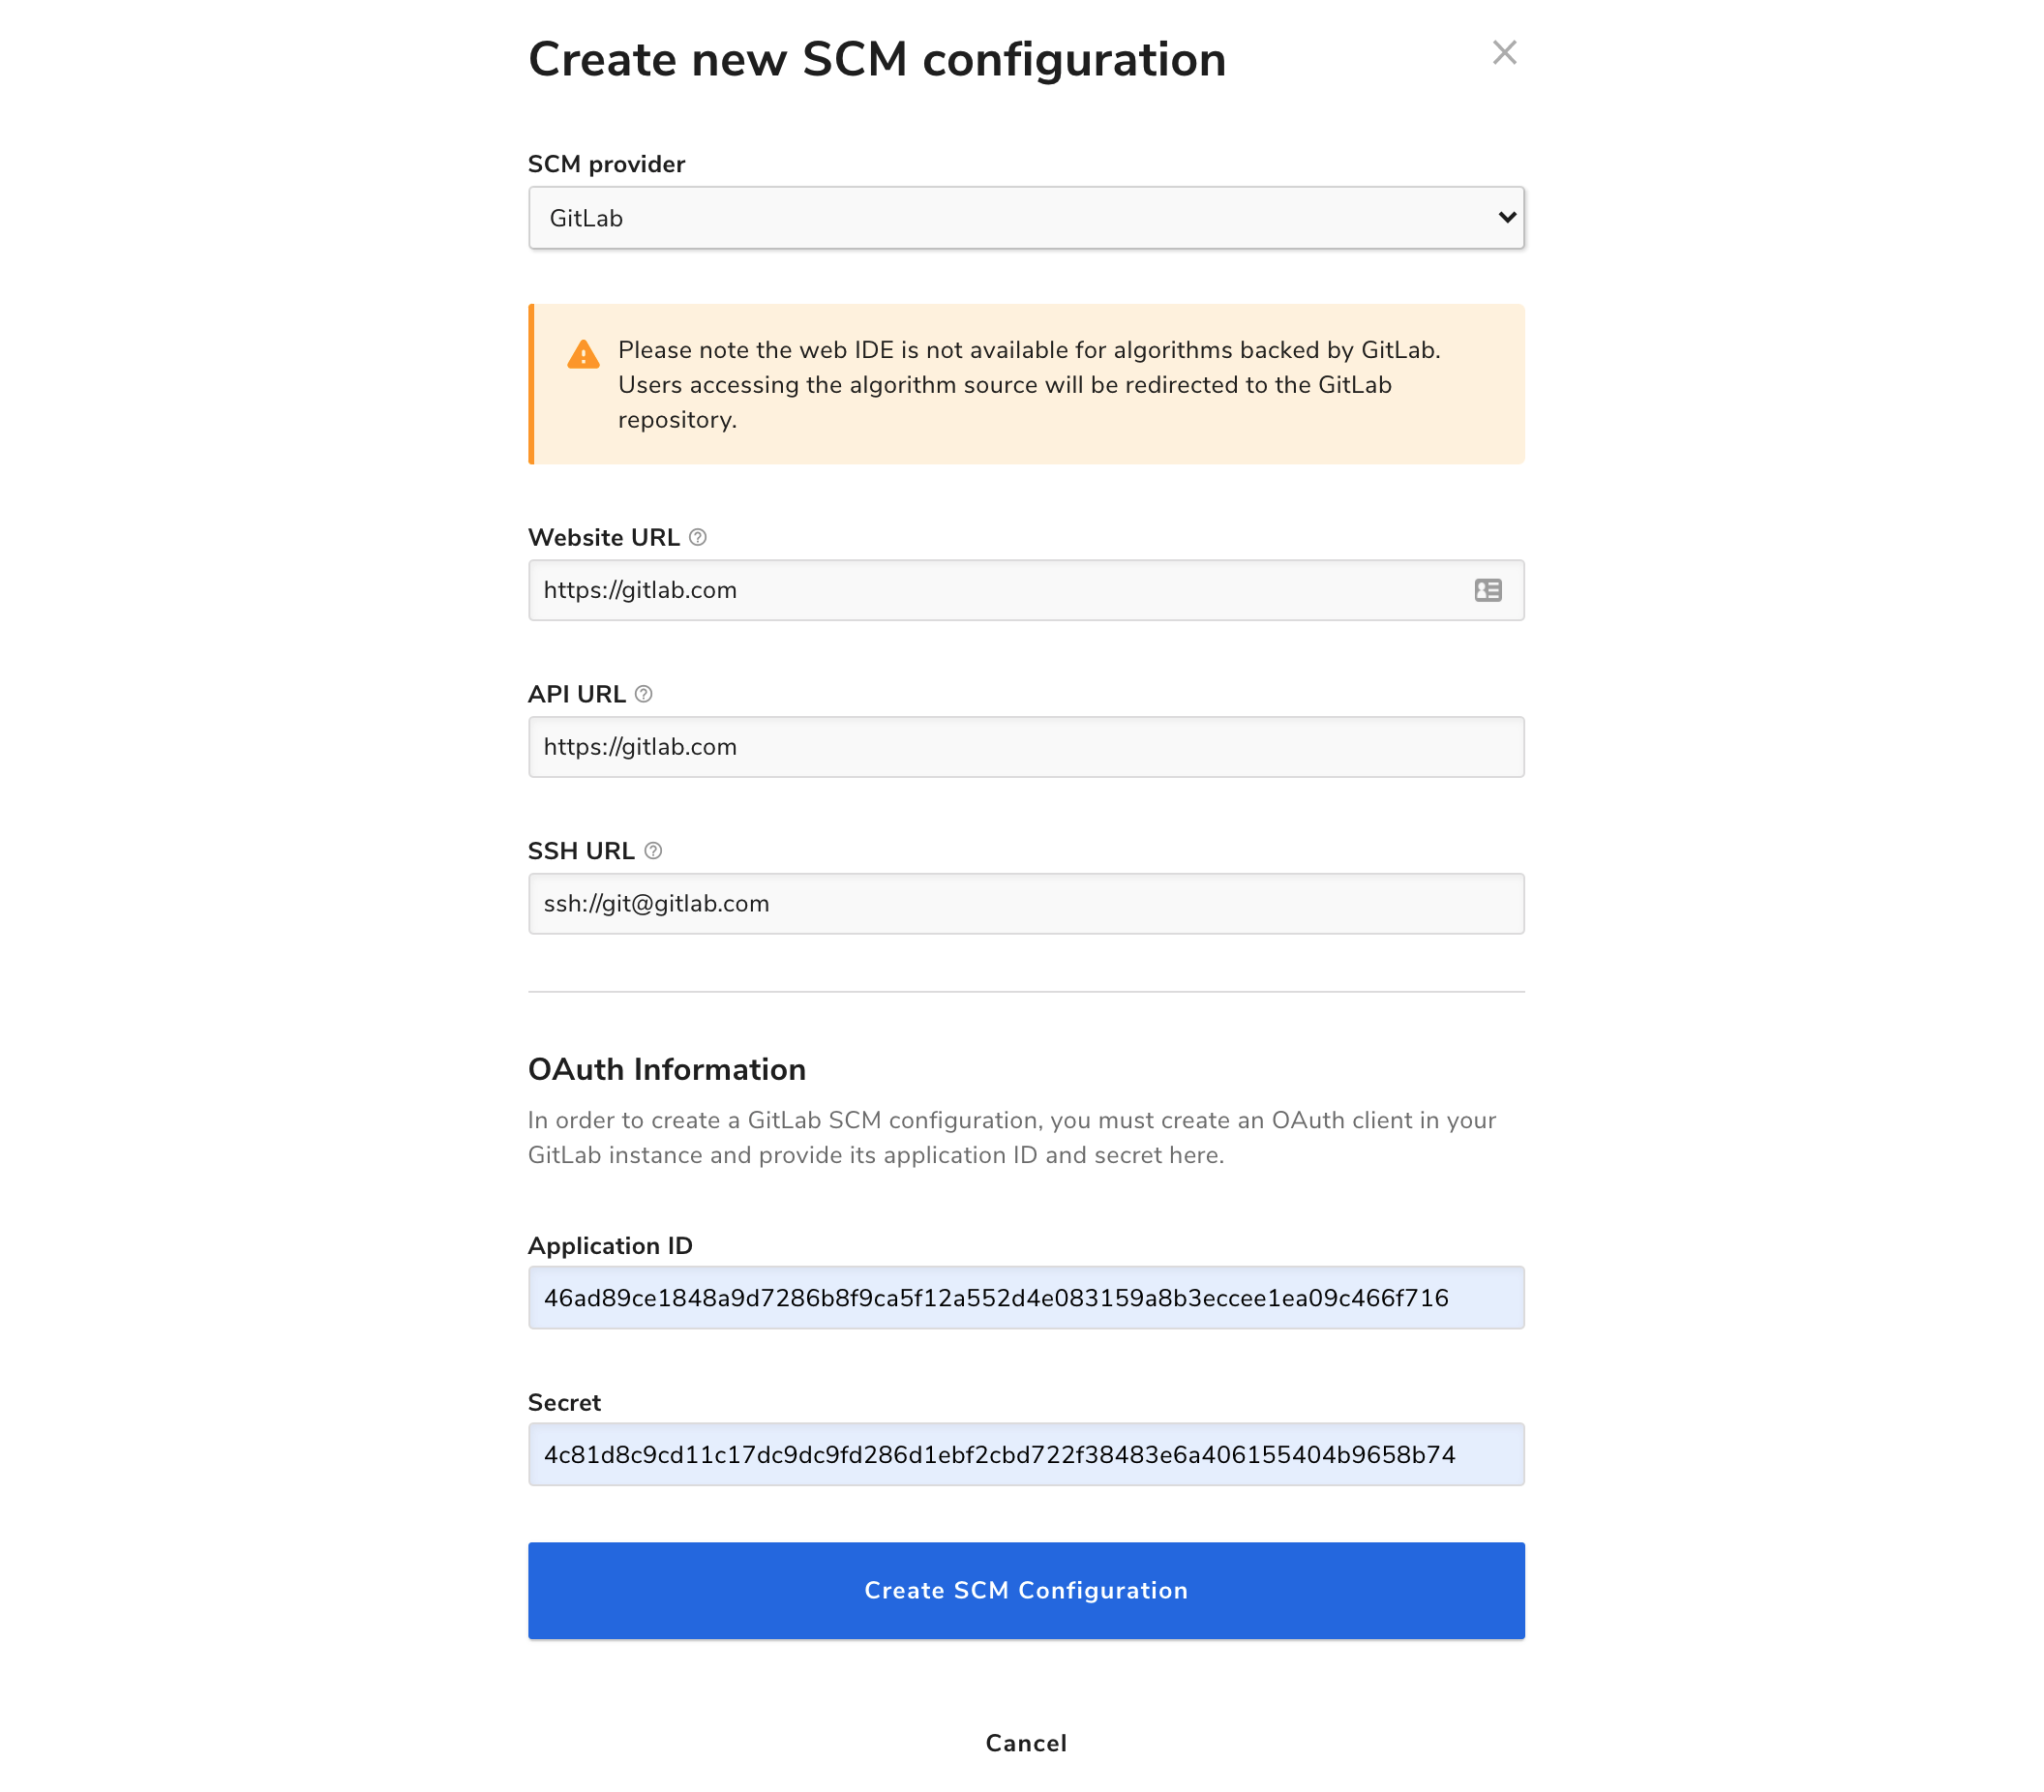 Create new SCM configuration
SCM provider
GitLab
Please note the web IDE is not available for algorithms backed by GitLab.
Users accessing the algorithm source will be redirected to the GitLab
repository.
Website URL
https://gitlab.com
API URL
https://gitlab.com
SSH URL
ssh://git@gitlab.com
OAuth Information
In order to create a GitLab SCM configuration, you must create an OAuth client in your
GitLab instance and provide its application ID and secret here.
Application ID
46ad89ce1848a9d7286b8f9ca5f12a552d4e083159a8b3eccee1ea09c466f716
Secret
4c81d8c9cd11c17dc9dc9fd286d1ebf2cbd722f38483e6a406155404b9658b74
Create SCM Configuration
Cancel